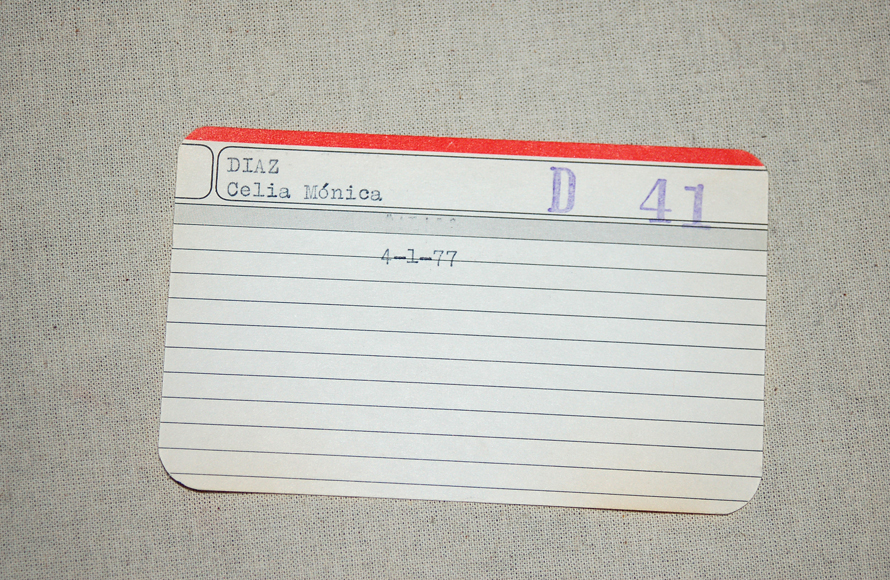 DIAZ
Celia Mónica
D 41
4-1-77